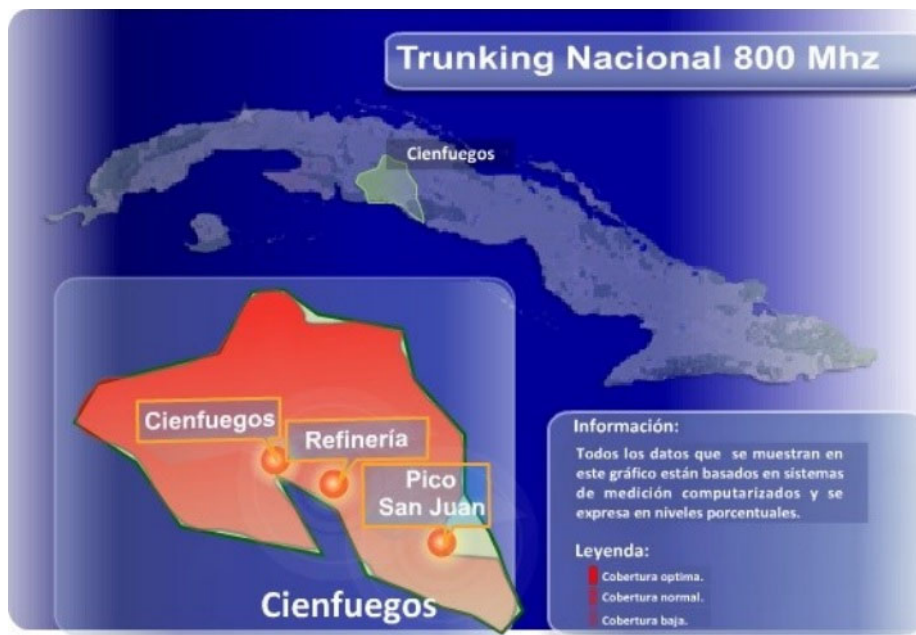 Trunking Nacional 800 Mhz
Cienfuegos
Cienfuegos
Refinería
Pico
San Juan
Cienfuegos
Información:
Todos los datos que se muestran en
este gráfico están basados en sistemas
de medición computarizados y se
expresa en niveles porcentuales.
Leyenda:
Cobertura optima.
Cobertura normal.
Cobertura baja.